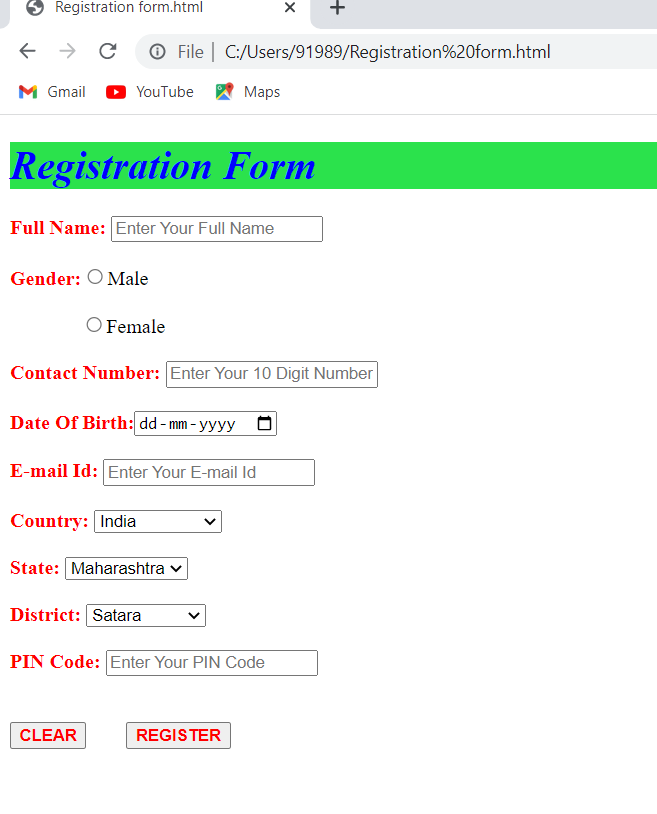 Registration form.html
File | C:/Users/91989/Registration%20form.html
Gmail YouTube Maps
Registration Form
Full Name: Enter Your Full Name
Gender: Male
Female
Contact Number: Enter Your 10 Digit Number
Date Of Birth: dd-mm-yyyy
E-mail Id: Enter Your E-mail Id
Country: India
State: Maharashtra
District: Satara
PIN Code: Enter Your PIN Code
CLEAR REGISTER